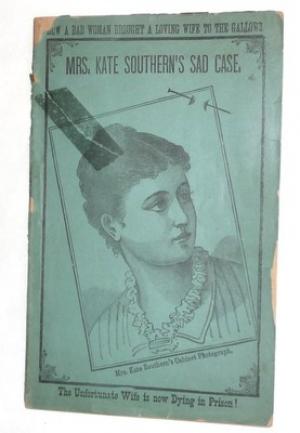 HOW A BAD WOMAN BROUGHT A LOVING WIFE TO THE GALLOWS
MRS. KATE SOUTHERN'S SAD CASE.
Mrs. Kate Southern's Cabinet Photograph.
The Unfortunate Wife is now Dying in Prison!